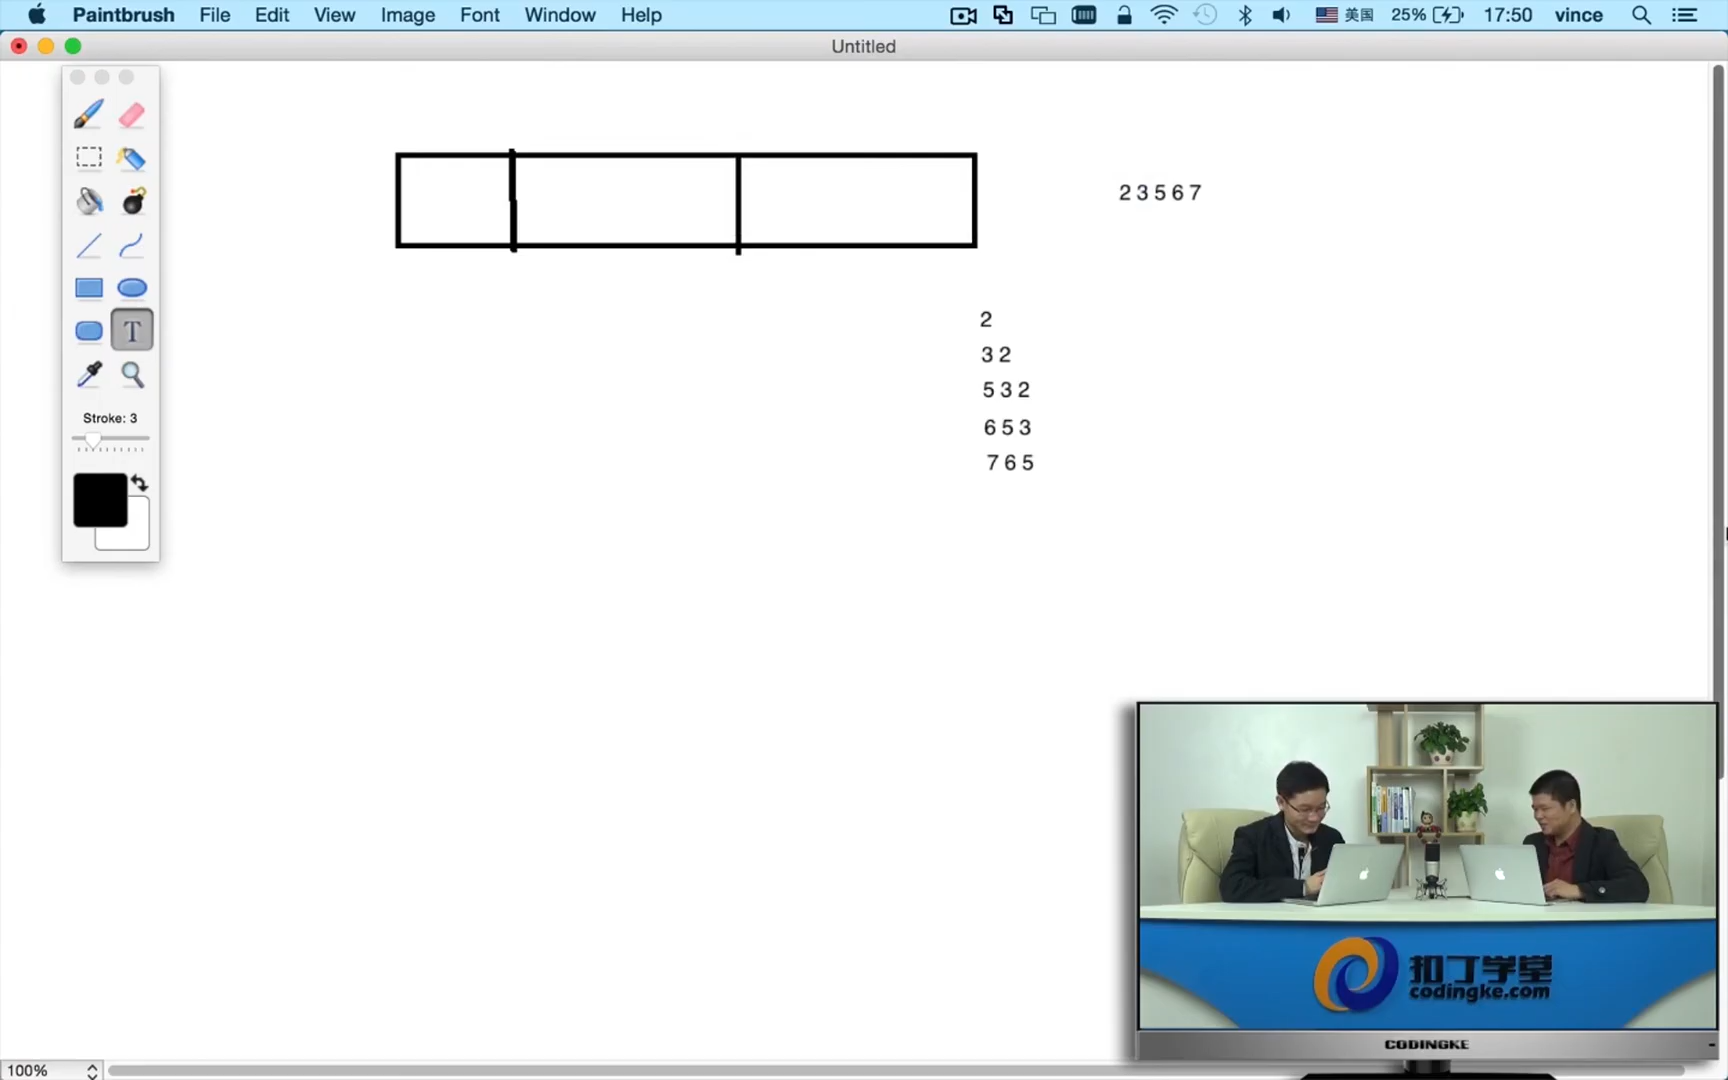 Paintbrush File Edit View Image Font Window Help 美国 25% 17:50 vince
Untitled
2 3 5 6 7
2
3 2
5 3 2
6 5 3
7 6 5
T
Stroke: 3
扣丁学堂
codingke.com
CODINGKE
100%